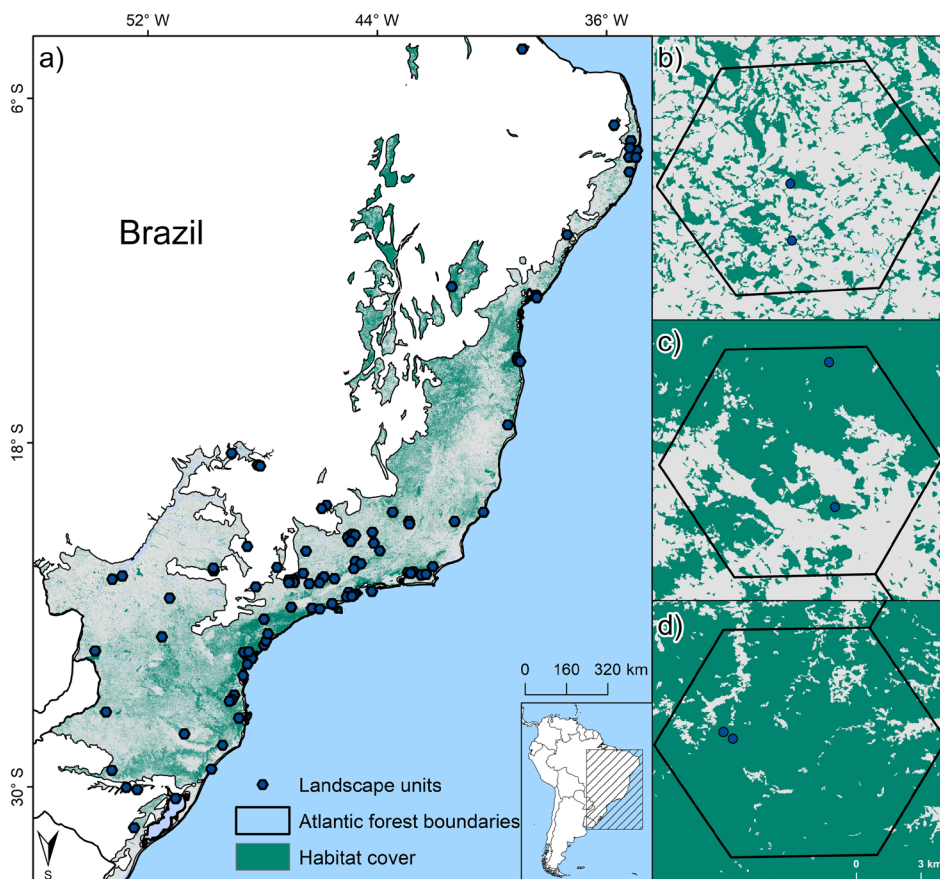 52° W
44° W
36° W
a)
6° S
18° S
30° S
Brazil
0
160
320 km
Landscape units
Atlantic forest boundaries
Habitat cover
S
b)
c)
d)
0
3 km